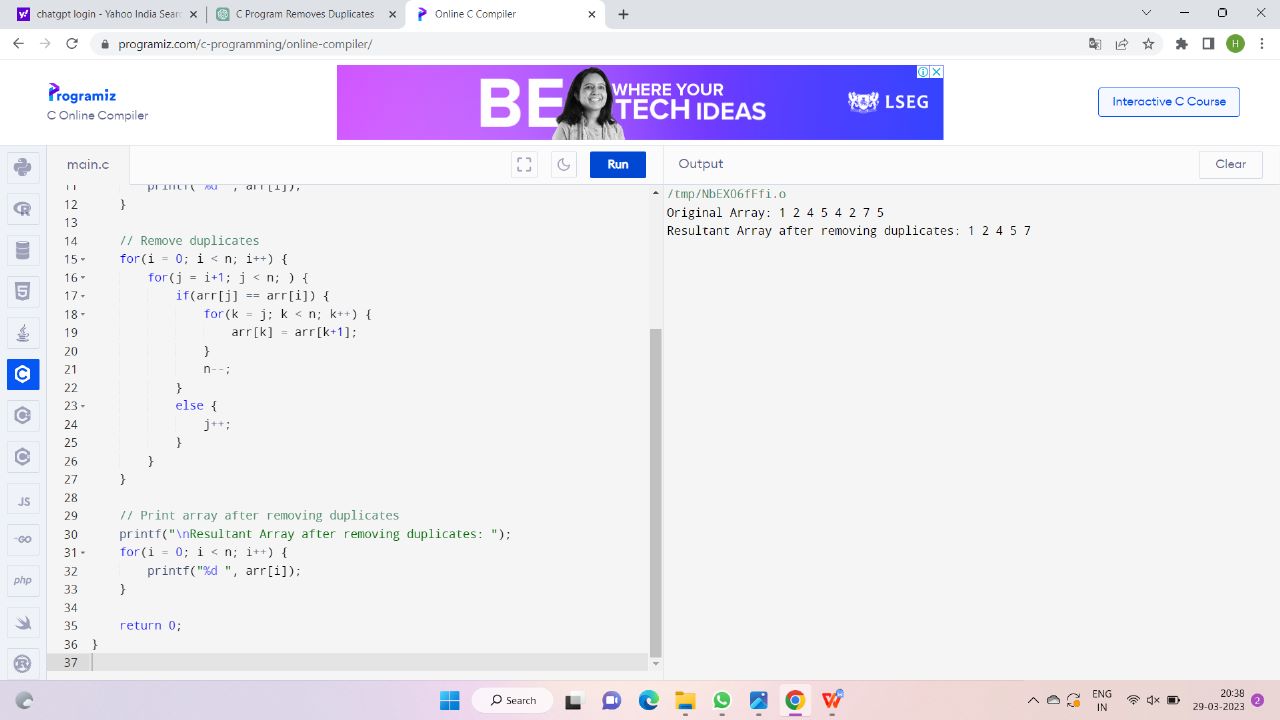 chatgpt login - Yahoo India Sear
C Program Remove Duplicates
Online C Compiler
programiz.com/c-programming/online-compiler/
H
Programiz
C Online Compiler
BE WHERE YOUR
TECH IDEAS
LSEG
Interactive C Course
main.c
Run
Output
Clear
11 printf("%d ", arr[i]);
12 }
13
14 // Remove duplicates
15 for(i = 0; i < n; i++) {
16 for(j = i+1; j < n; ) {
17 if(arr[j] == arr[i]) {
18 for(k = j; k < n; k++) {
19 arr[k] = arr[k+1];
20 }
21 n--;
22 }
23 else {
24 j++;
25 }
26 }
27 }
28
29 // Print array after removing duplicates
30 printf("\nResultant Array after removing duplicates: ");
31 for(i = 0; i < n; i++) {
32 printf("%d ", arr[i]);
33 }
34
35 return 0;
36 }
37
/tmp/NbEXO6fFfi.o
Original Array: 1 2 4 5 4 2 7 5
Resultant Array after removing duplicates: 1 2 4 5 7
JS
GO
php
Search
ENG
IN
20:38
29-03-2023
2